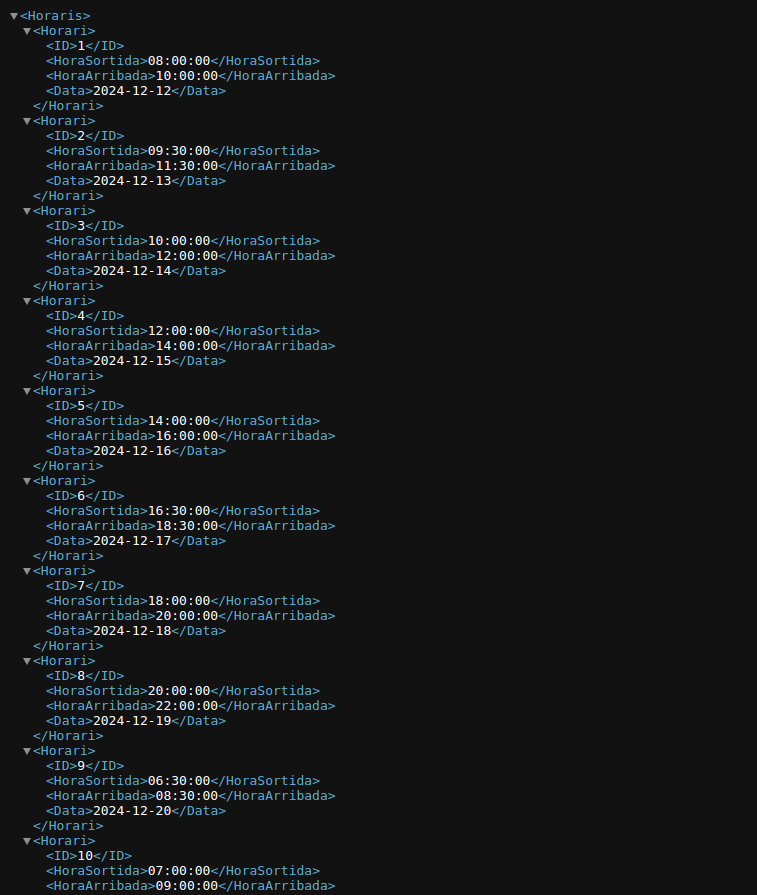 <Horaris>
<Horari>
<ID>1</ID>
<HoraSortida>08:00:00</HoraSortida>
<HoraArribada>10:00:00</HoraArribada>
<Data>2024-12-12</Data>
</Horari>
<Horari>
<ID>2</ID>
<HoraSortida>09:30:00</HoraSortida>
<HoraArribada>11:30:00</HoraArribada>
<Data>2024-12-13</Data>
</Horari>
<Horari>
<ID>3</ID>
<HoraSortida>10:00:00</HoraSortida>
<HoraArribada>12:00:00</HoraArribada>
<Data>2024-12-14</Data>
</Horari>
<Horari>
<ID>4</ID>
<HoraSortida>12:00:00</HoraSortida>
<HoraArribada>14:00:00</HoraArribada>
<Data>2024-12-15</Data>
</Horari>
<Horari>
<ID>5</ID>
<HoraSortida>14:00:00</HoraSortida>
<HoraArribada>16:00:00</HoraArribada>
<Data>2024-12-16</Data>
</Horari>
<Horari>
<ID>6</ID>
<HoraSortida>16:30:00</HoraSortida>
<HoraArribada>18:30:00</HoraArribada>
<Data>2024-12-17</Data>
</Horari>
<Horari>
<ID>7</ID>
<HoraSortida>18:00:00</HoraSortida>
<HoraArribada>20:00:00</HoraArribada>
<Data>2024-12-18</Data>
</Horari>
<Horari>
<ID>8</ID>
<HoraSortida>20:00:00</HoraSortida>
<HoraArribada>22:00:00</HoraArribada>
<Data>2024-12-19</Data>
</Horari>
<Horari>
<ID>9</ID>
<HoraSortida>06:30:00</HoraSortida>
<HoraArribada>08:30:00</HoraArribada>
<Data>2024-12-20</Data>
</Horari>
<Horari>
<ID>10</ID>
<HoraSortida>07:00:00</HoraSortida>
<HoraArribada>09:00:00</HoraArribada>